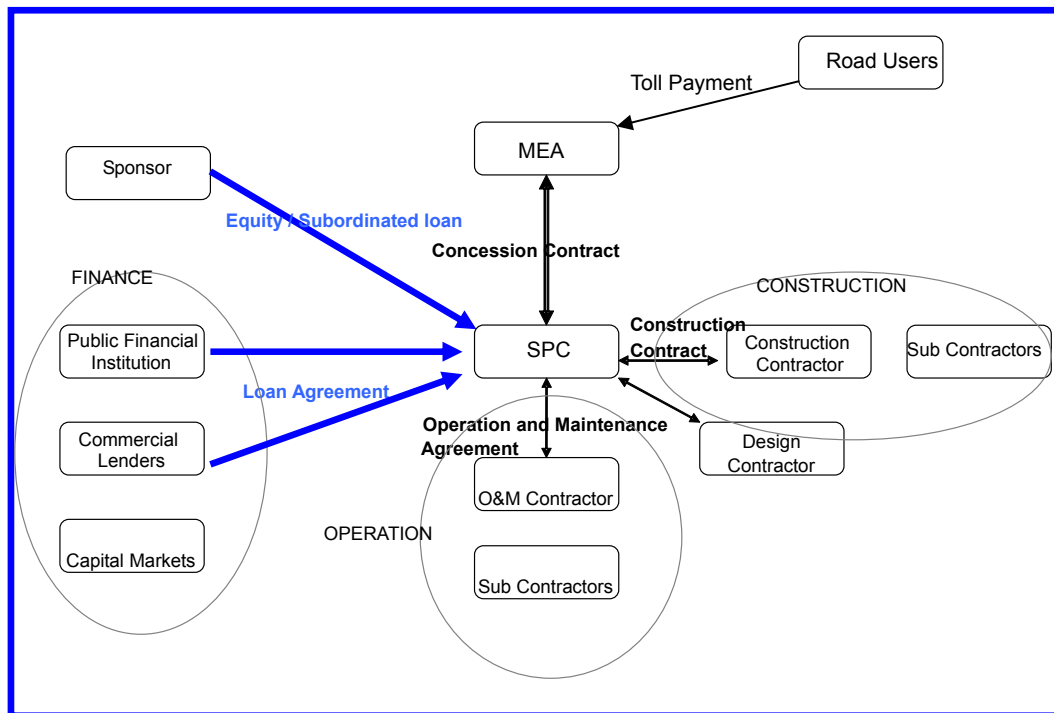 Road Users
Toll Payment
MEA
Sponsor
Equity / Subordinated loan
Concession Contract
FINANCE
CONSTRUCTION
Public Financial
Institution
SPC
Construction
Contract
Construction
Contractor
Sub Contractors
Loan Agreement
Commercial
Lenders
Operation and Maintenance
Agreement
Design
Contractor
O&M Contractor
OPERATION
Capital Markets
Sub Contractors